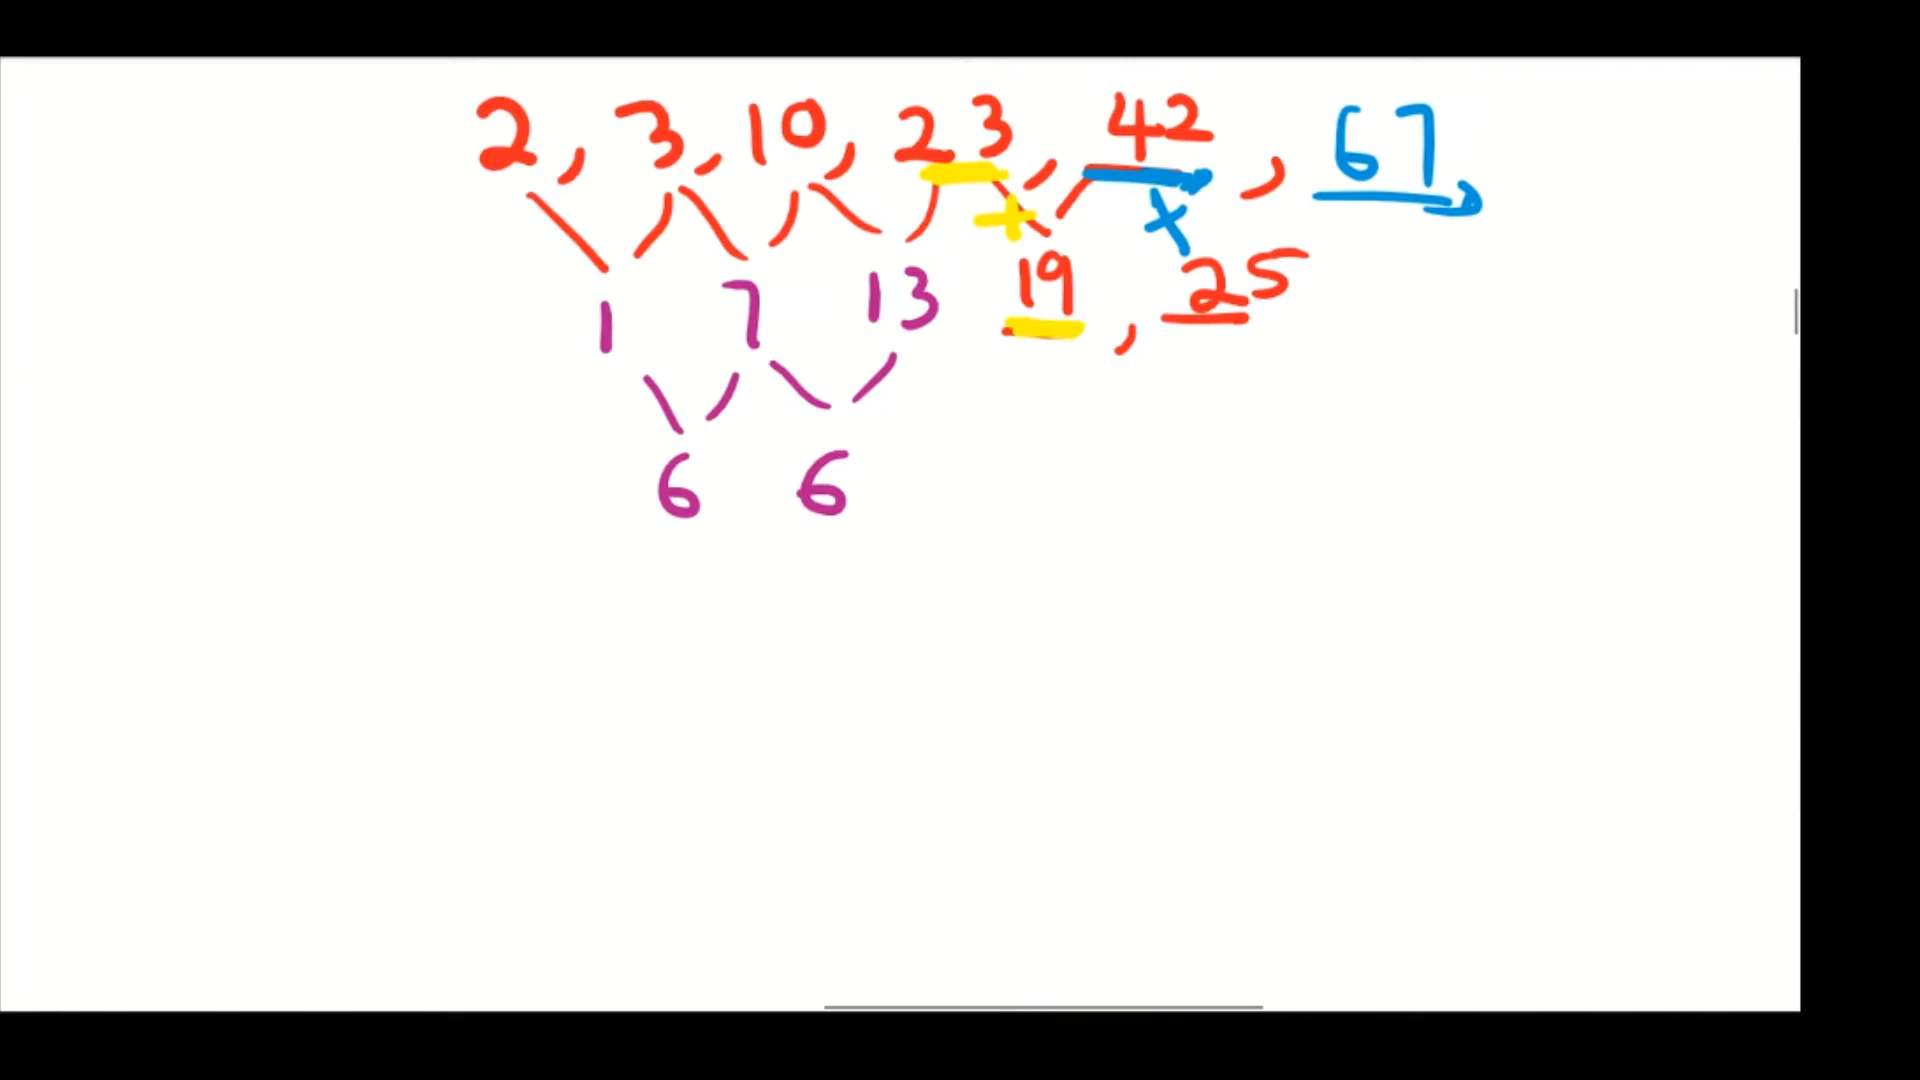 2, 3, 10, 23, 42, 67
+ +
1 7 13 19, 25
6 6